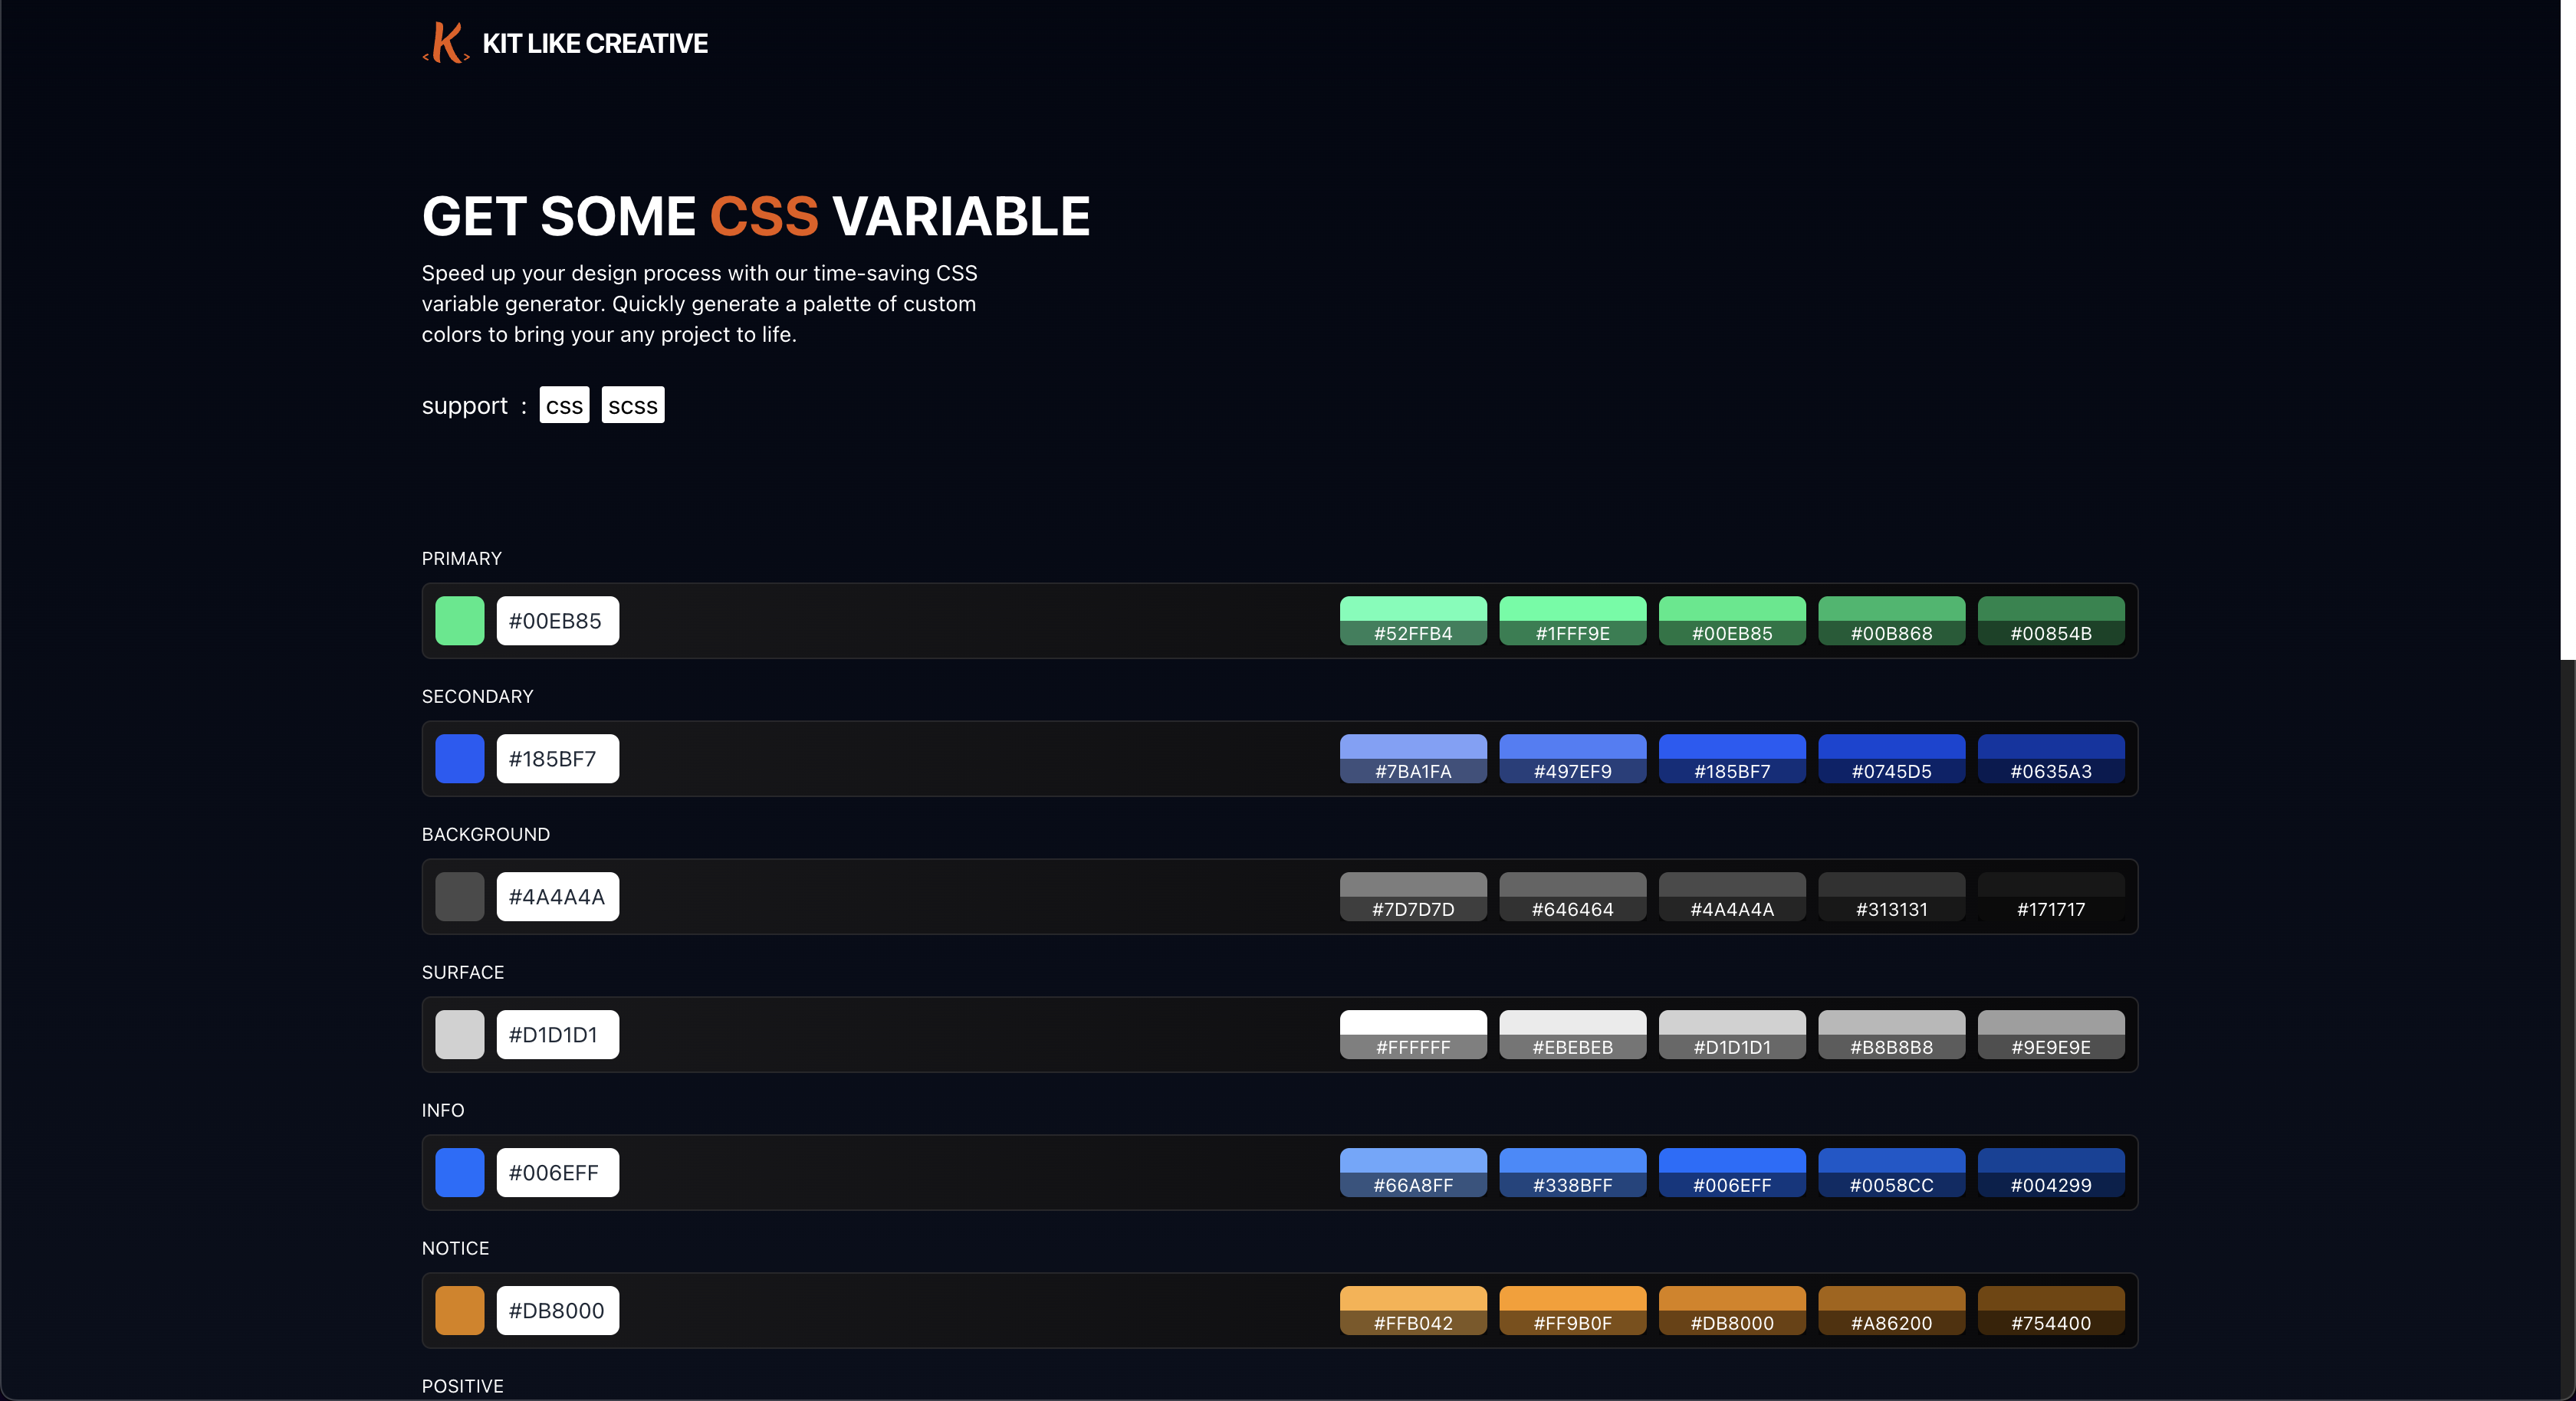 <K>
KIT LIKE CREATIVE
GET SOME CSS VARIABLE
Speed up your design process with our time-saving CSS
variable generator. Quickly generate a palette of custom
colors to bring your any project to life.
support : css scss
PRIMARY
#00EB85 #52FFB4 #1FFF9E #00EB85 #00B868 #00854B
SECONDARY
#185BF7 #7BA1FA #497EF9 #185BF7 #0745D5 #0635A3
BACKGROUND
#4A4A4A #7D7D7D #646464 #4A4A4A #313131 #171717
SURFACE
#D1D1D1 #FFFFFF #EBEBEB #D1D1D1 #B8B8B8 #9E9E9E
INFO
#006EFF #66A8FF #338BFF #006EFF #0058CC #004299
NOTICE
#DB8000 #FFB042 #FF9B0F #DB8000 #A86200 #754400
POSITIVE